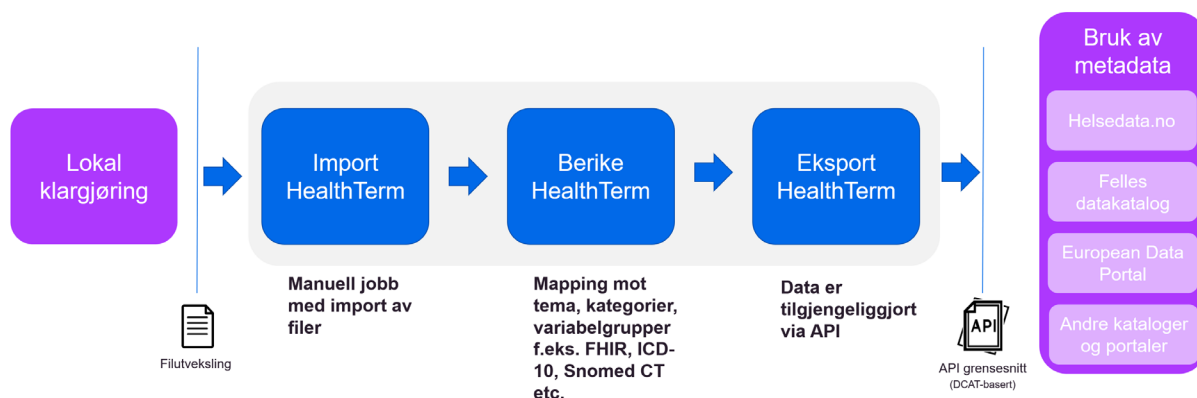 Lokal
klargjøring
Filutveksling
Import
HealthTerm
Manuell jobb
med import av
filer
Berike
HealthTerm
Mapping mot
tema, kategorier,
variabelgrupper
f.eks. FHIR, ICD-
10, Snomed CT
etc.
Eksport
HealthTerm
Data er
tilgjengeliggjort
via API
API
API grensesnitt
(DCAT-basert)
Bruk av
metadata
Helsedata.no
Felles
datakatalog
European Data
Portal
Andre kataloger
og portaler